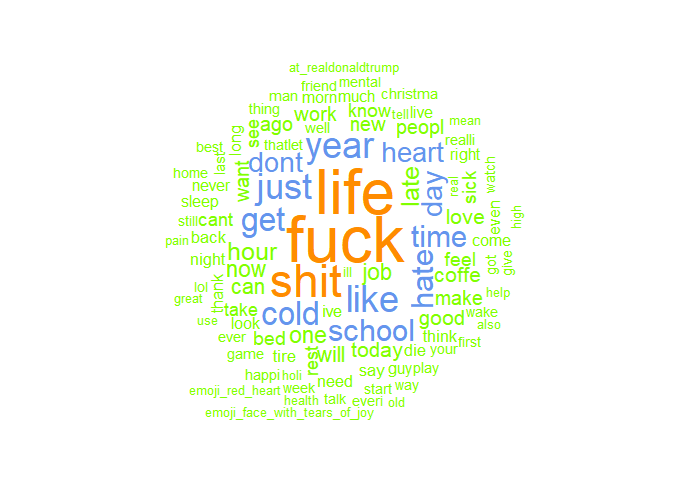 at_realdonaldtrump
friend mental
man morn much christma
thing work know tell live
ago well new peopl mean
see thatlet realli
best long year heart right
last dont
home want just life late day real sick watch
never
sleep love even high
still cant get fuck time come
pain back
night hour hate feel got give
now shit ill job coffe
lol can like make help
thank
great take cold ive good wake
use look school also
ever bed one will today think first
game tire rest die your
say guy play
happi holi need start way
emoji_red_heart week
health talk everi old
emoji_face_with_tears_of_joy